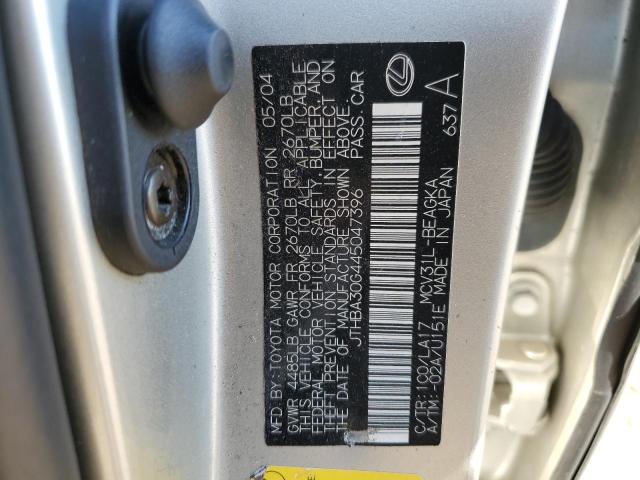 MFD. BY:-TOYOTA MOTOR CORPORATION 05/04
GVWR 4485LB GAWR FR 2670LB RR 2670LB
THIS VEHICLE CONFORMS TO ALL APPLICABLE
FEDERAL MOTOR VEHICLE SAFETY, BUMPER, AND
THEFT PREVENTION STANDARDS IN EFFECT ON
THE DATE OF MANUFACTURE SHOWN ABOVE.
JTHBA30G445047396 PASS. CAR
C/TR:1C0/LA17 MCV31L-BEAGKA
A/TM:-02A/U151E MADE IN JAPAN
637 A